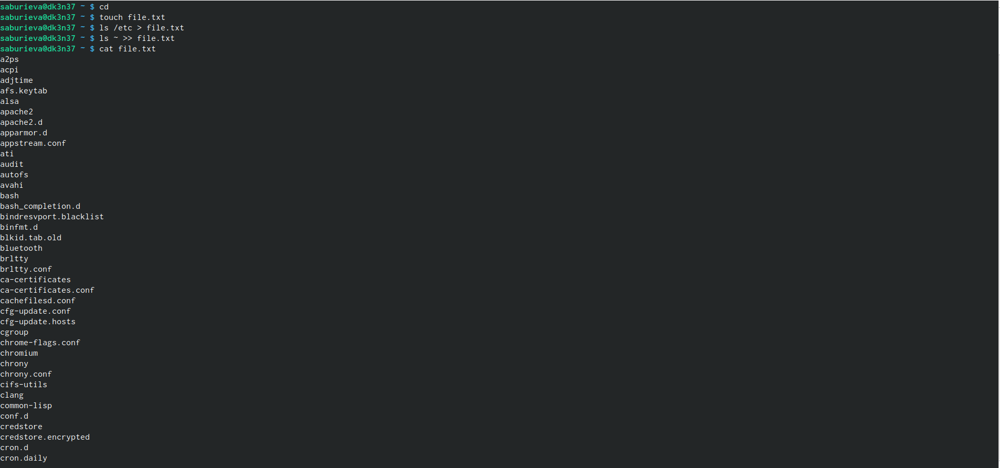 saburieva@dk3n37 ~ $ cd
saburieva@dk3n37 ~ $ touch file.txt
saburieva@dk3n37 ~ $ ls /etc > file.txt
saburieva@dk3n37 ~ $ ls ~ >> file.txt
saburieva@dk3n37 ~ $ cat file.txt
a2ps
acpi
adjtime
afs.keytab
alsa
apache2
apache2.d
apparmor.d
appstream.conf
ati
audit
autofs
avahi
bash
bash_completion.d
bindresvport.blacklist
binfmt.d
blkid.tab.old
bluetooth
brltty
brltty.conf
ca-certificates
ca-certificates.conf
cachefilesd.conf
cfg-update.conf
cfg-update.hosts
cgroup
chrome-flags.conf
chromium
chrony
chrony.conf
cifs-utils
clang
common-lisp
conf.d
credstore
credstore.encrypted
cron.d
cron.daily